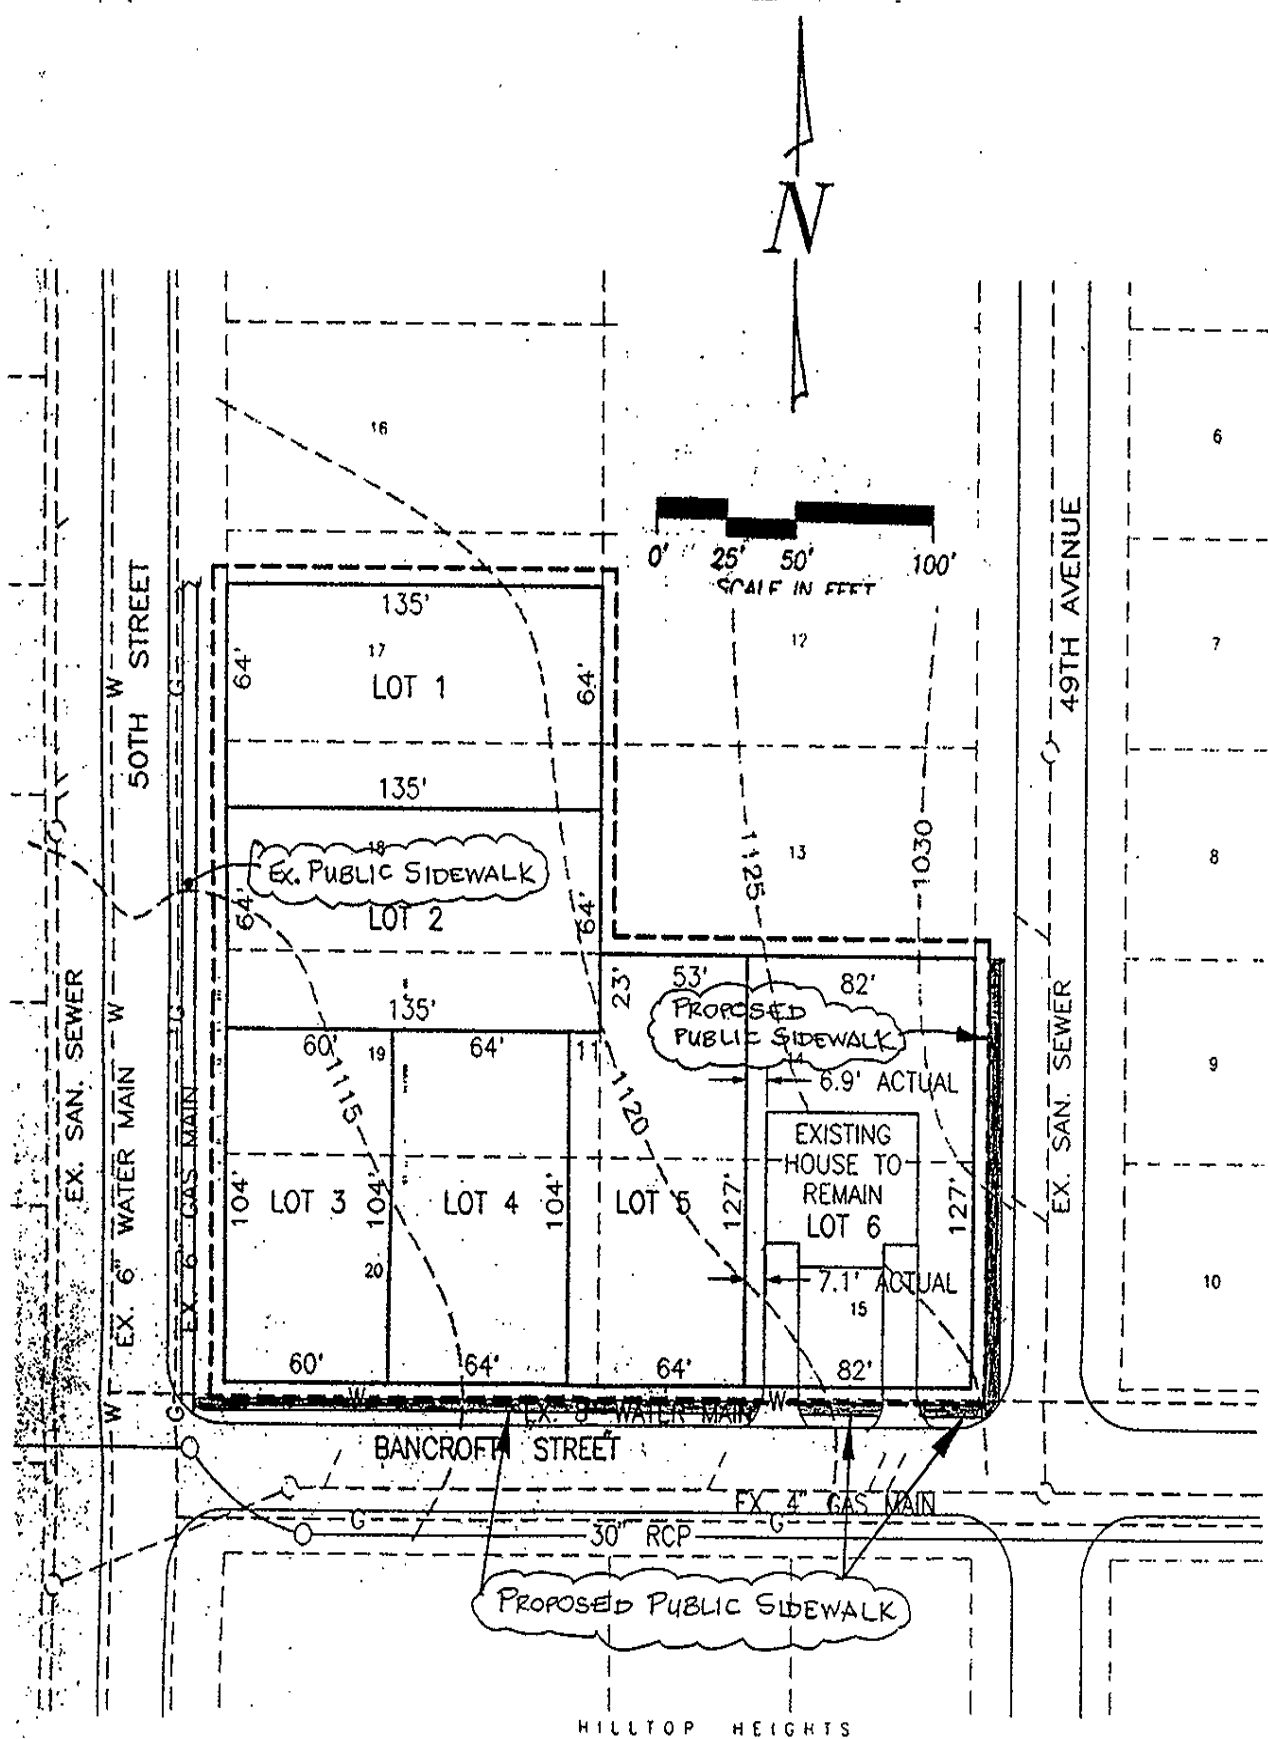 N
16
6
0' 25' 50' 100'
SCALE IN FEET
50TH STREET
49TH AVENUE
135'
17
LOT 1
64'
64'
12
7
W
G
135'
18
EX. PUBLIC SIDEWALK
LOT 2
64'
64'
13
8
1125
1030
23'
53'
82'
PROPOSED
PUBLIC SIDEWALK
14
135'
W
G
60'
19
64'
11
6.9' ACTUAL
9
1115
1120
EX. SAN. SEWER
EX. 6" WATER MAIN
EX. 6" GAS MAIN
EX. SAN. SEWER
EXISTING
HOUSE TO
REMAIN
LOT 6
104'
LOT 3
104'
LOT 4
104'
LOT 5
127'
127'
20
7.1' ACTUAL
15
10
60'
64'
64'
82'
W
G
W
W
EX. 8" WATER MAIN
BANCROFT STREET
EX. 4" GAS MAIN
G
G
30" RCP
PROPOSED PUBLIC SIDEWALK
HILLTOP HEIGHTS